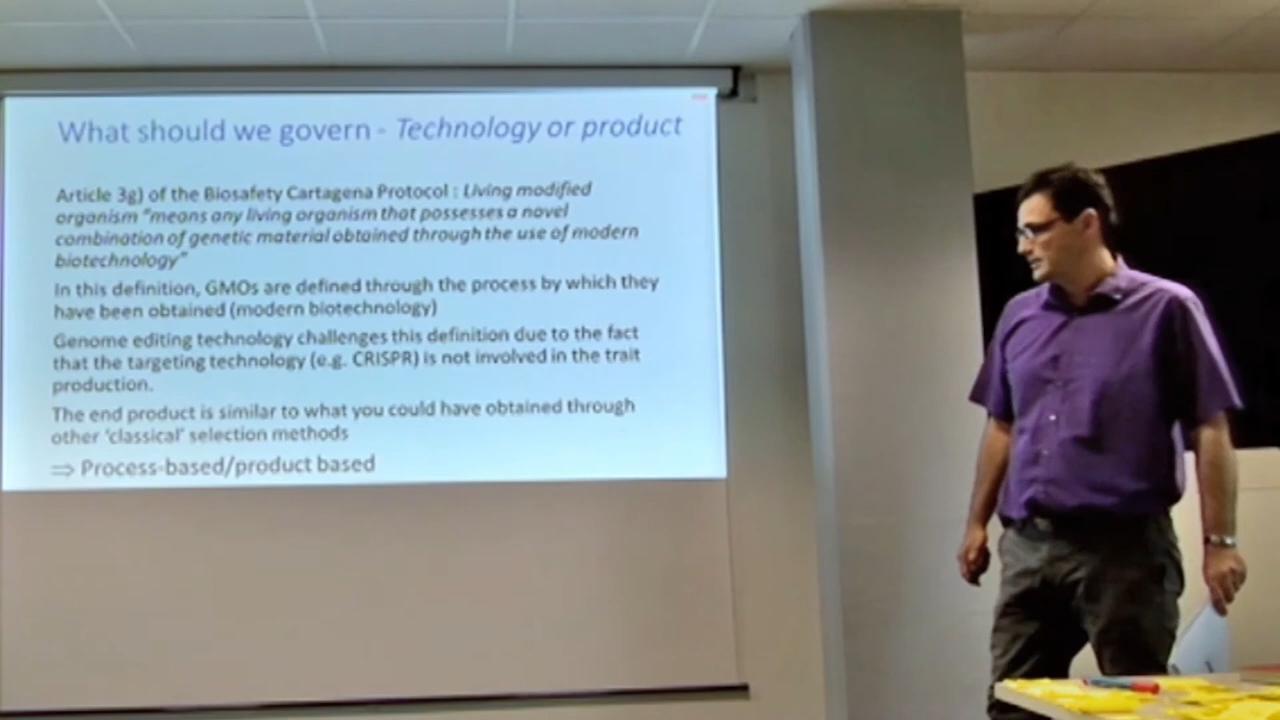 What should we govern - Technology or product
Article 3g) of the Biosafety Cartagena Protocol : Living modified
organism "means any living organism that possesses a novel
combination of genetic material obtained through the use of modern
biotechnology"
In this definition, GMOs are defined through the process by which they
have been obtained (modern biotechnology)
Genome editing technology challenges this definition due to the fact
that the targeting technology (e.g. CRISPR) is not involved in the trait
production.
The end product is similar to what you could have obtained through
other 'classical' selection methods
⇒ Process-based/product based